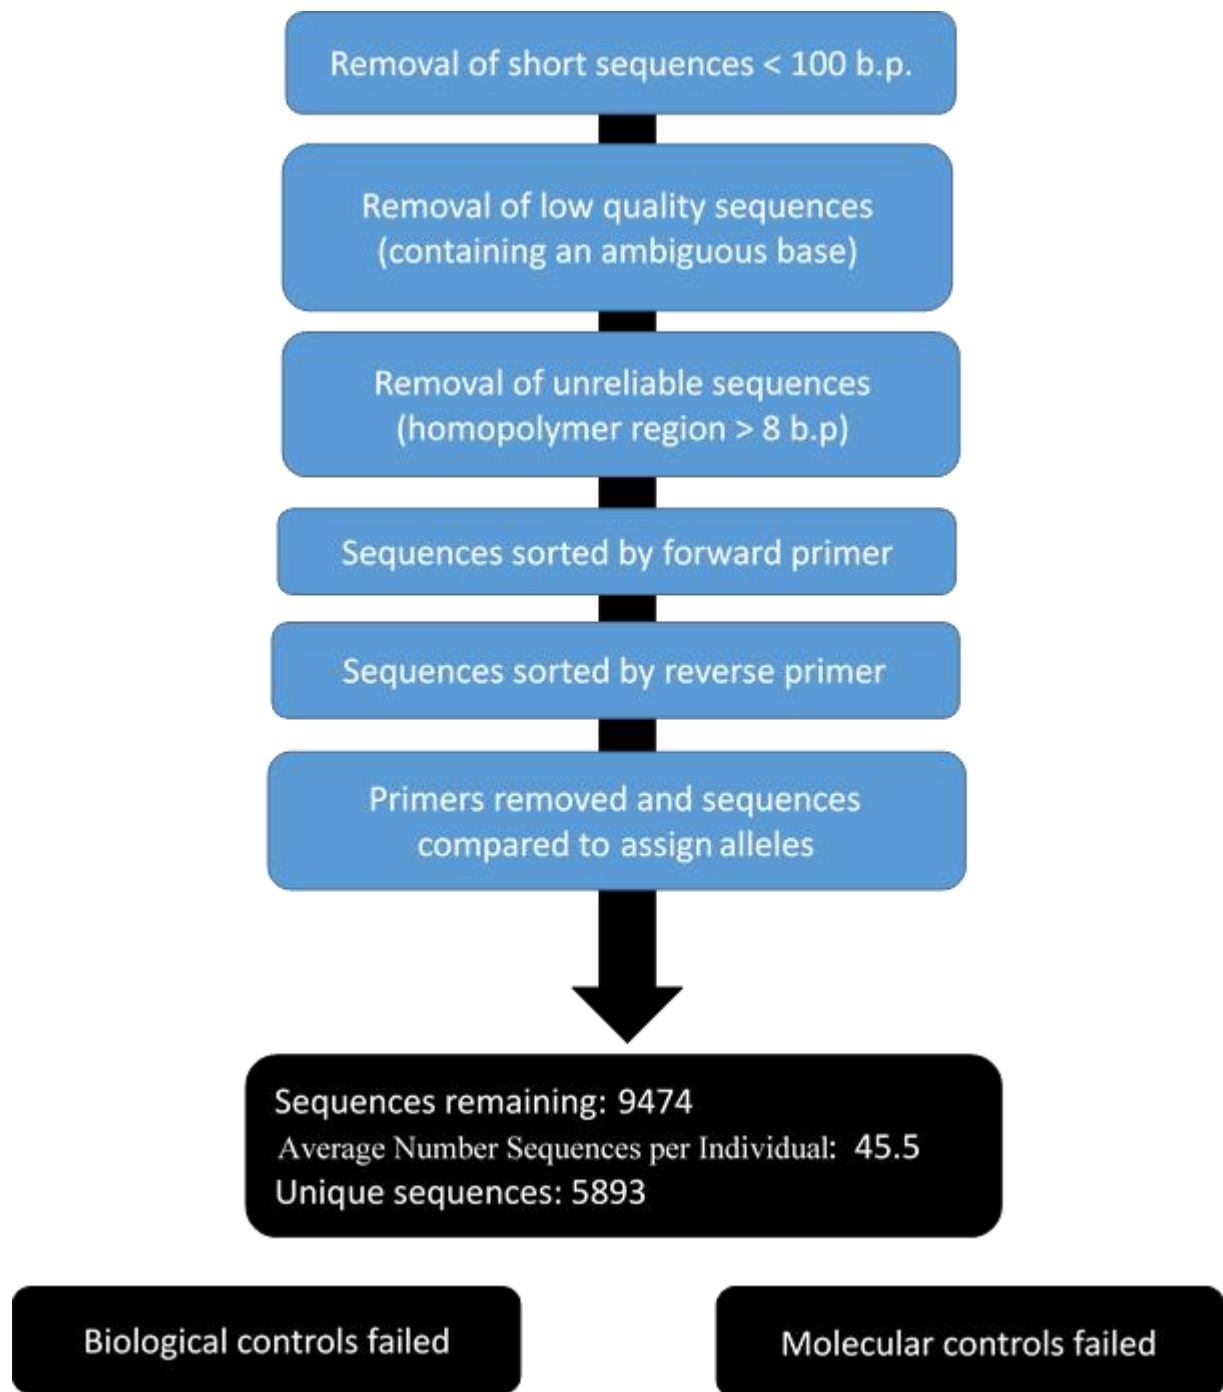 Removal of short sequences < 100 b.p.
Removal of low quality sequences
(containing an ambiguous base)
Removal of unreliable sequences
(homopolymer region > 8 b.p)
Sequences sorted by forward primer
Sequences sorted by reverse primer
Primers removed and sequences
compared to assign alleles
Sequences remaining: 9474
Average Number Sequences per Individual: 45.5
Unique sequences: 5893
Biological controls failed
Molecular controls failed